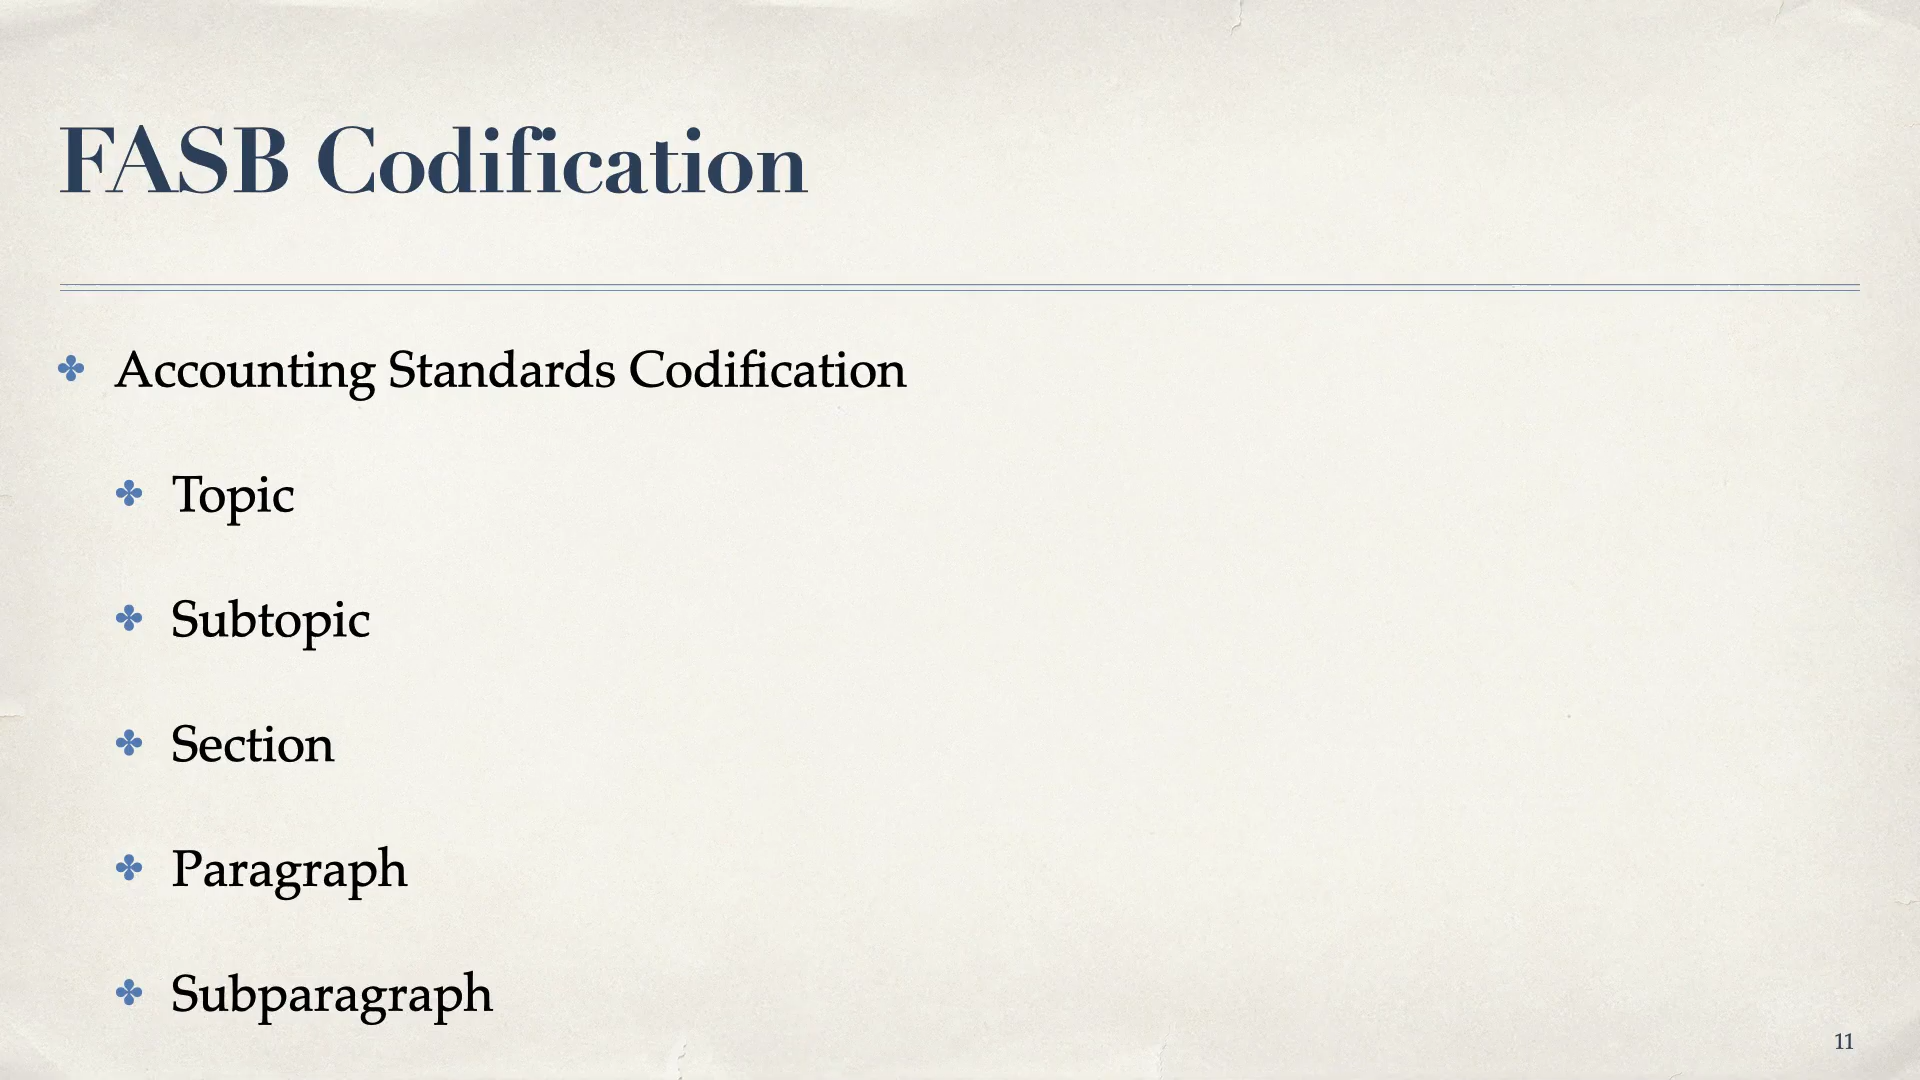 FASB Codification
Accounting Standards Codification
Topic
Subtopic
Section
Paragraph
Subparagraph
11